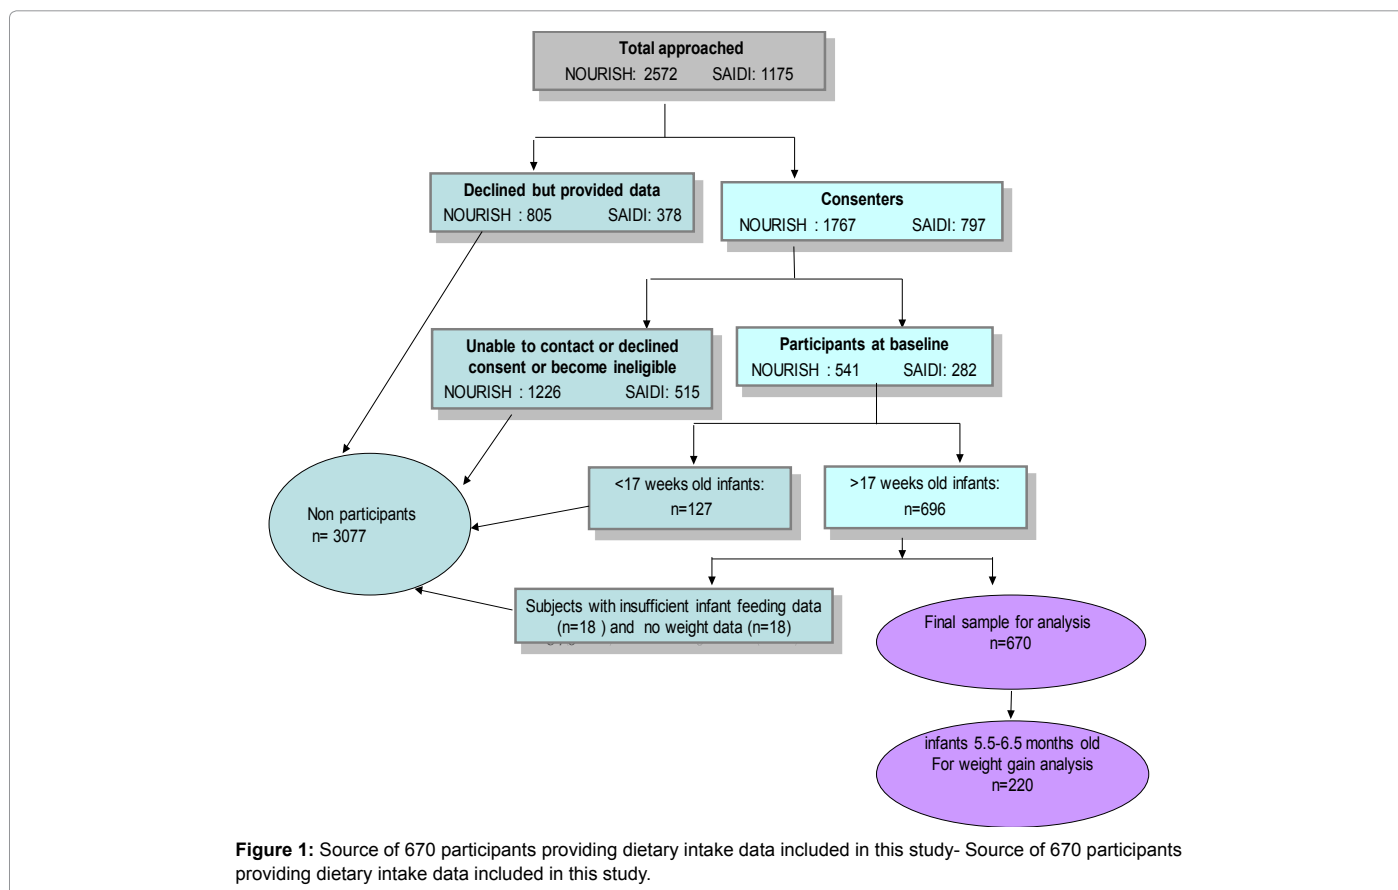 Total approached
NOURISH: 2572 SAIDI: 1175
Declined but provided data
NOURISH : 805 SAIDI: 378
Consenters
NOURISH : 1767 SAIDI: 797
Unable to contact or declined
consent or become ineligible
NOURISH : 1226 SAIDI: 515
Participants at baseline
NOURISH : 541 SAIDI: 282
Non participants
n= 3077
<17 weeks old infants:
n=127
>17 weeks old infants:
n=696
Subjects with insufficient infant feeding data
(n=18 ) and no weight data (n=18)
Final sample for analysis
n=670
infants 5.5-6.5 months old
For weight gain analysis
n=220
Figure 1: Source of 670 participants providing dietary intake data included in this study- Source of 670 participants
providing dietary intake data included in this study.